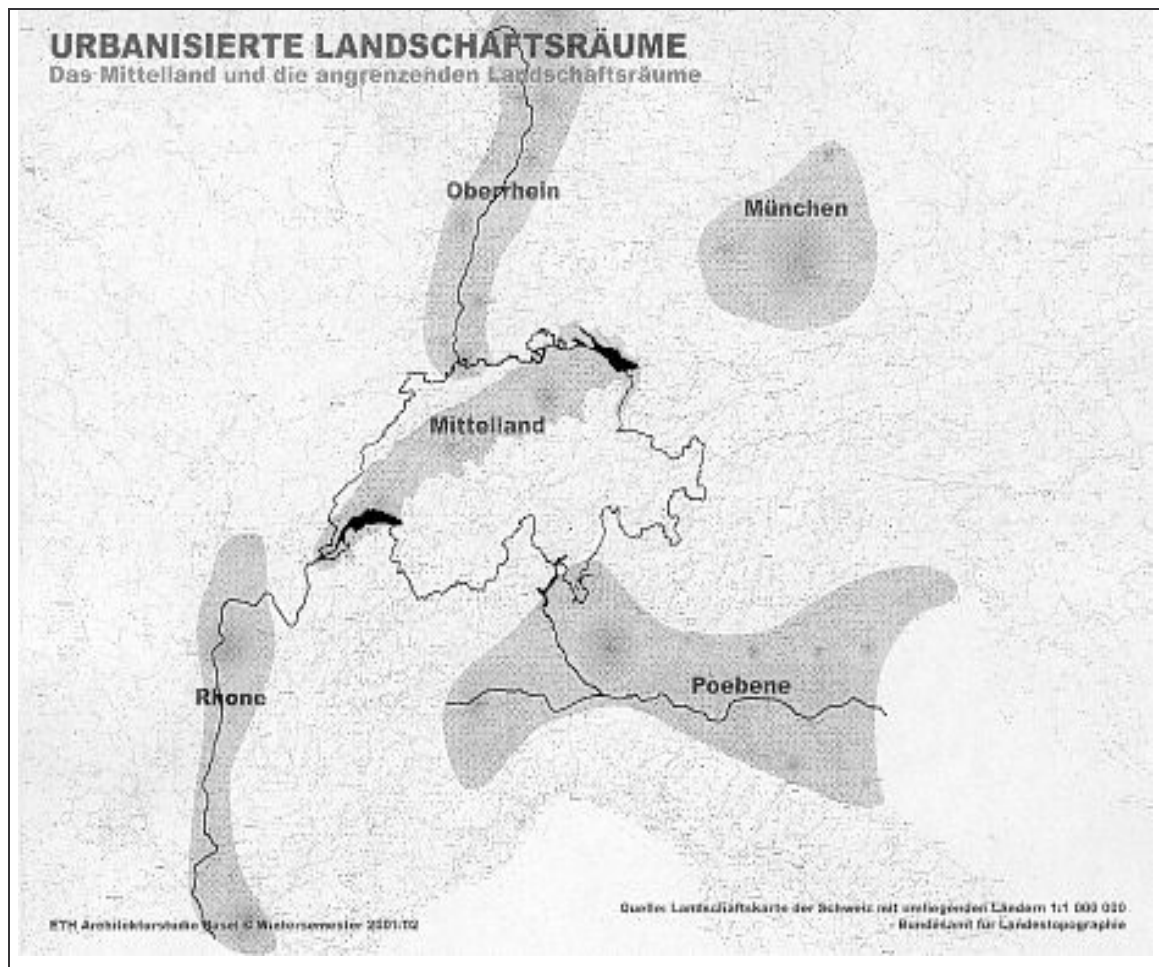 URBANISIERTE LANDSCHAFTSRÄUME
Das Mittelland und die angrenzenden Landschaftsräume
Oberrhein
München
Mittelland
Rhone
Poebene
Quelle: Landschaftskarte der Schweiz mit umliegenden Ländern 1:1 000 000
- Bundesamt für Landestopographie
ETH Architekturstudio Basel © Wintersemester 2001/02